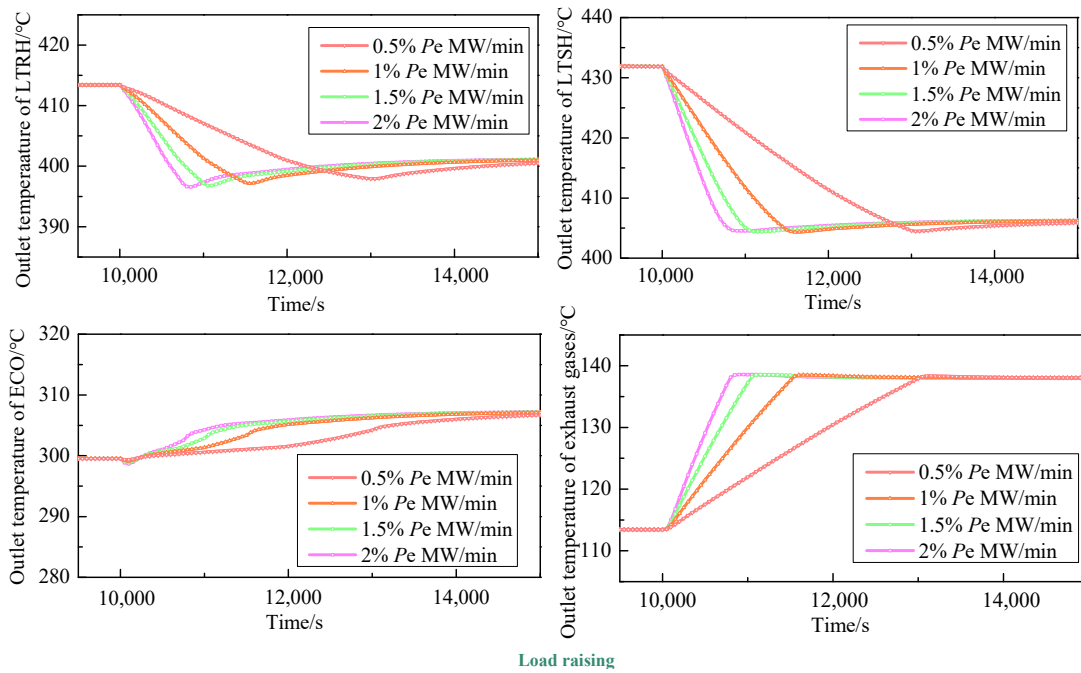 Outlet temperaature of LTRH/°C
420
410
400
390
10,000
12,000
14,000
Time/s
0.5% Pe MW/min
1% Pe MW/min
1.5% Pe MW/min
2% Pe MW/min
Outlet temperature of LTSH/°C
440
430
420
410
400
10,000
12,000
14,000
Time/s
0.5% Pe MW/min
1% Pe MW/min
1.5% Pe MW/min
2% Pe MW/min
Outlet temperature of ECO/°C
320
310
300
290
280
10,000
12,000
14,000
Time/s
0.5% Pe MW/min
1% Pe MW/min
1.5% Pe MW/min
2% Pe MW/min
Outlet temperature of exhaust gases/°C
140
130
120
110
10,000
12,000
14,000
Time/s
0.5% Pe MW/min
1% Pe MW/min
1.5% Pe MW/min
2% Pe MW/min
Load raising